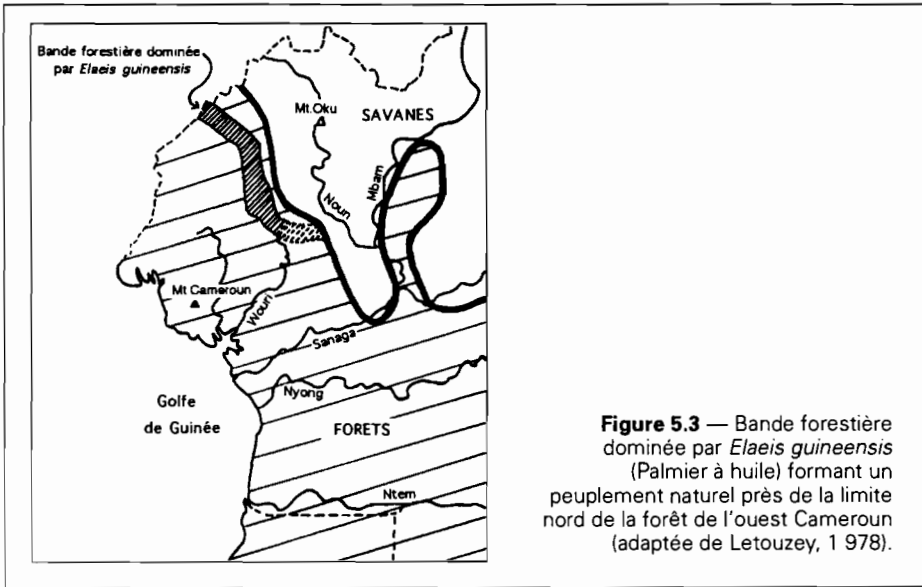 Bande forestière dominée
par Elaeis guineensis
Mt.Oku
SAVANES
Mbam
Noun
Mt Cameroun
Wouri
Sanaga
Golfe
de Guinée
Nyong
FORETS
Ntem
Figure 5.3 — Bande forestière
dominée par Elaeis guineensis
(Palmier à huile) formant un
peuplement naturel près de la limite
nord de la forêt de l'ouest Cameroun
(adaptée de Letouzey, 1 978).